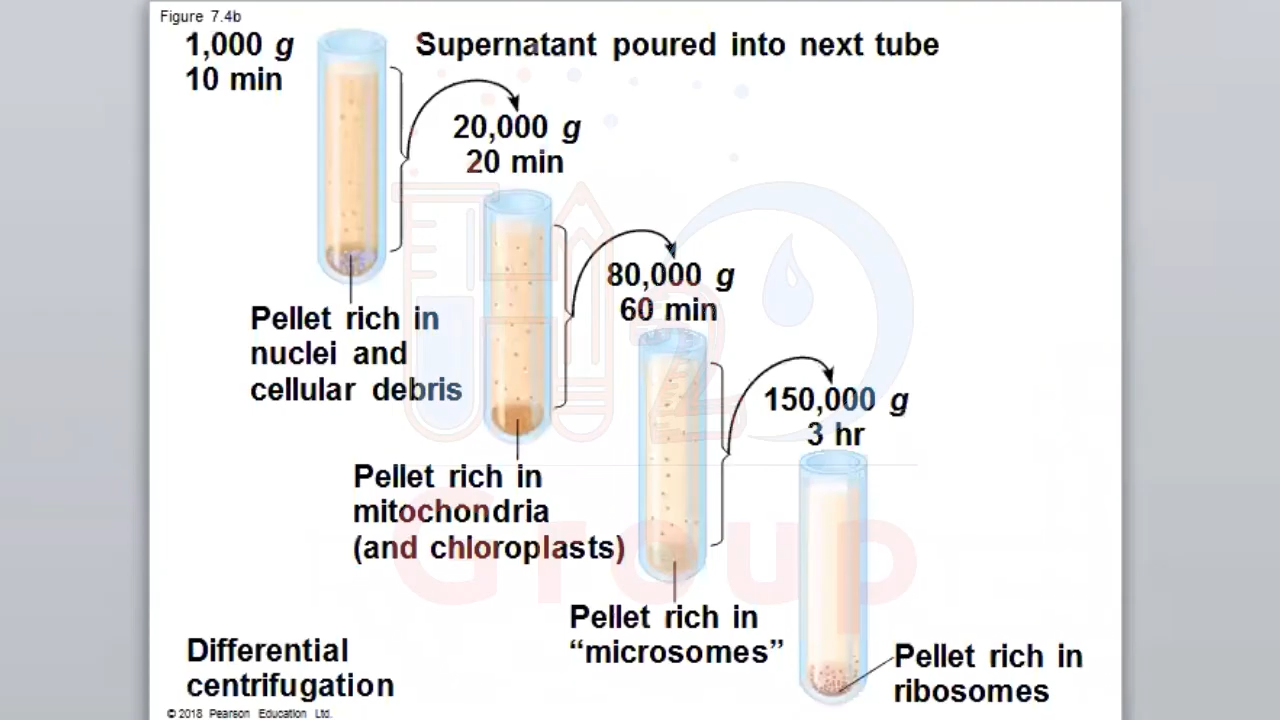 Figure 7.4b
1,000 g
10 min
Supernatant poured into next tube
20,000 g
20 min
80,000 g
60 min
150,000 g
3 hr
Pellet rich in
nuclei and
cellular debris
Pellet rich in
mitochondria
(and chloroplasts)
Pellet rich in
“microsomes”
Pellet rich in
ribosomes
Differential
centrifugation
© 2018 Pearson Education Ltd.
2
Group